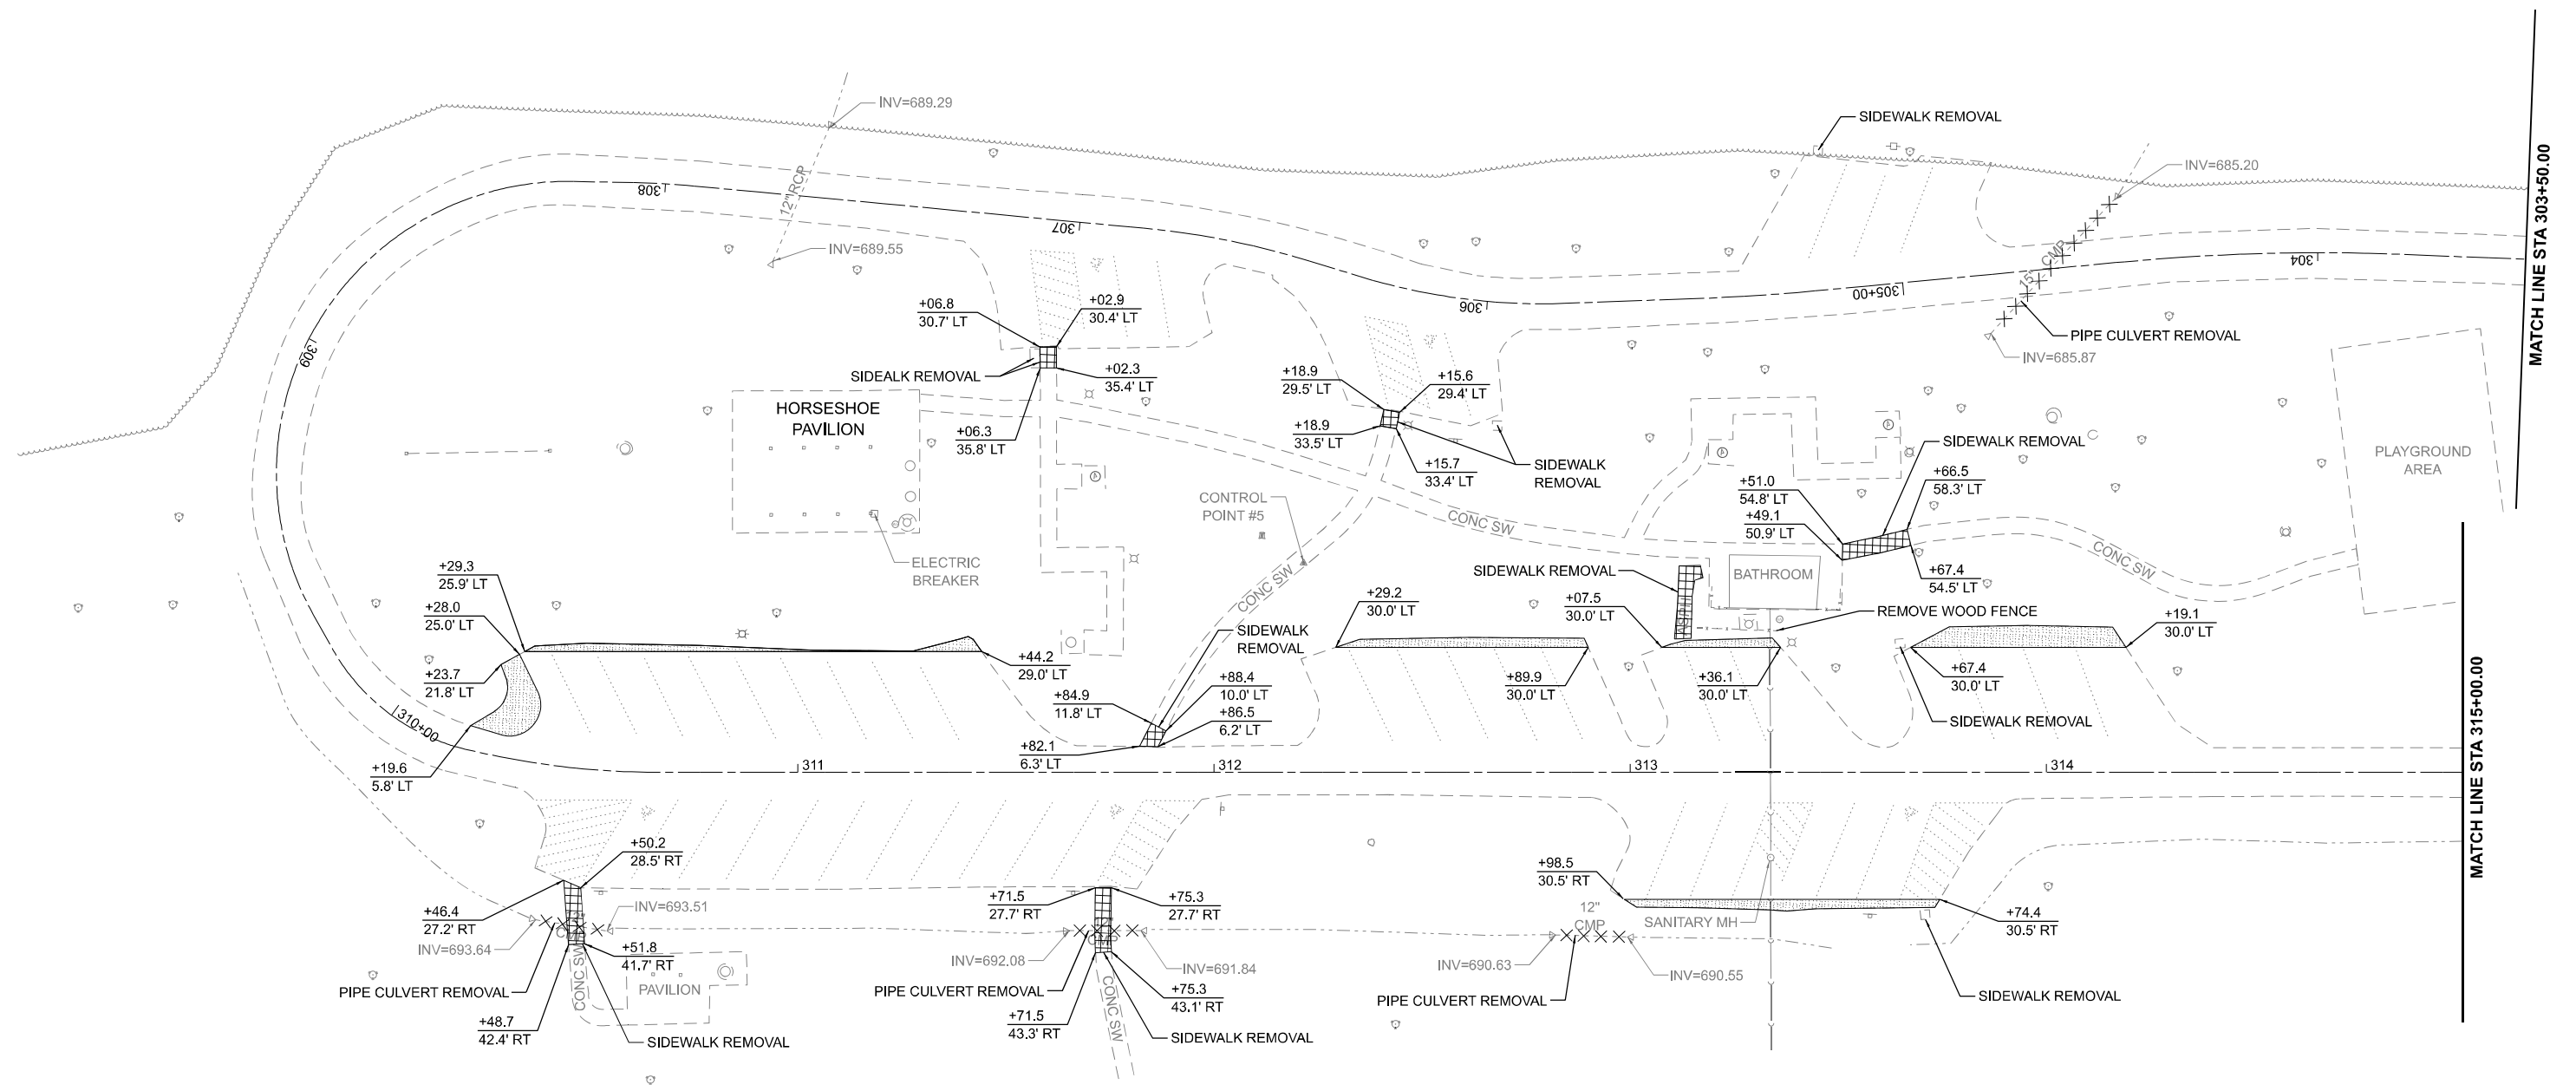 INV=689.29
SIDEWALK REMOVAL
MATCH LINE STA 303+50.00
INV=685.20
308
12" RCP
307
INV=689.55
15" CMP
304
305+00
306
+06.8
30.7' LT
+02.9
30.4' LT
PIPE CULVERT REMOVAL
309
INV=685.87
SIDEALK REMOVAL
+02.3
35.4' LT
+18.9
29.5' LT
+15.6
29.4' LT
HORSESHOE
PAVILION
+06.3
35.8' LT
+18.9
33.5' LT
SIDEWALK REMOVAL
PLAYGROUND
AREA
+15.7
33.4' LT
SIDEWALK
REMOVAL
+66.5
58.3' LT
+51.0
54.8' LT
CONTROL
POINT #5
CONC SW
+49.1
50.9' LT
CONC SW
+29.3
25.9' LT
ELECTRIC
BREAKER
SIDEWALK REMOVAL
BATHROOM
+67.4
54.5' LT
CONC SW
+28.0
25.0' LT
+29.2
30.0' LT
+07.5
30.0' LT
REMOVE WOOD FENCE
+19.1
30.0' LT
SIDEWALK
REMOVAL
+23.7
21.8' LT
+44.2
29.0' LT
+88.4
10.0' LT
+89.9
30.0' LT
+36.1
30.0' LT
+67.4
30.0' LT
MATCH LINE STA 315+00.00
+84.9
11.8' LT
+86.5
6.2' LT
SIDEWALK REMOVAL
310+00
+82.1
6.3' LT
+19.6
5.8' LT
311
312
313
314
+50.2
28.5' RT
+98.5
30.5' RT
+46.4
27.2' RT
INV=693.51
+71.5
27.7' RT
+75.3
27.7' RT
12"
CMP
SANITARY MH
+74.4
30.5' RT
INV=693.64
CMP
+51.8
41.7' RT
CMP
INV=692.08
INV=691.84
INV=690.63
INV=690.55
CONC SW
PAVILION
PIPE CULVERT REMOVAL
PIPE CULVERT REMOVAL
CONC SW
+75.3
43.1' RT
PIPE CULVERT REMOVAL
SIDEWALK REMOVAL
+48.7
42.4' RT
+71.5
43.3' RT
SIDEWALK REMOVAL
SIDEWALK REMOVAL